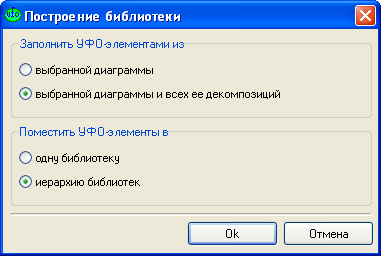 Построение библиотеки
Заполнить УФО-элементами из
выбранной диаграммы
выбранной диаграммы и всех ее декомпозиций
Поместить УФО-элементы в
одну библиотеку
иерархию библиотек
Ok
Отмена